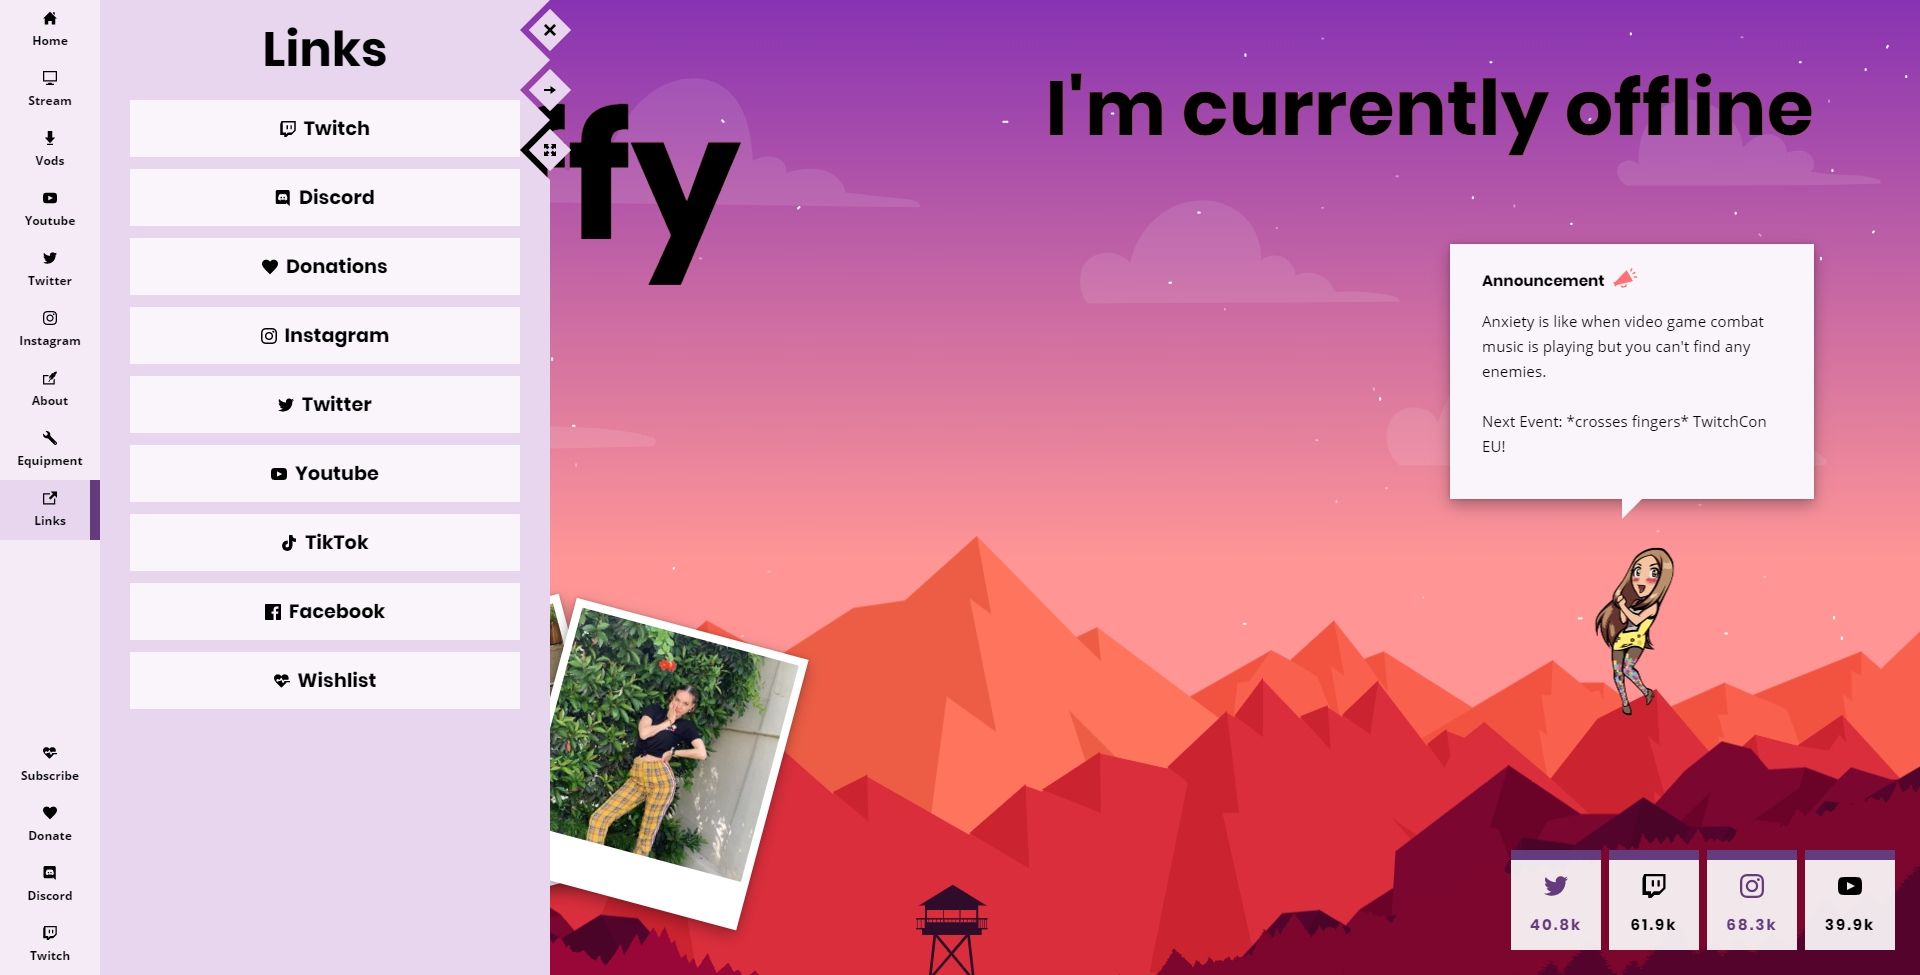 Home
Stream
Vods
Youtube
Twitter
Instagram
About
Equipment
Links
Subscribe
Donate
Discord
Twitch
Links
Twitch
Discord
Donations
Instagram
Twitter
Youtube
TikTok
Facebook
Wishlist
ffy
I'm currently offline
Announcement
Anxiety is like when video game combat
music is playing but you can't find any
enemies.
Next Event: *crosses fingers* TwitchCon
EU!
40.8k
61.9k
68.3k
39.9k